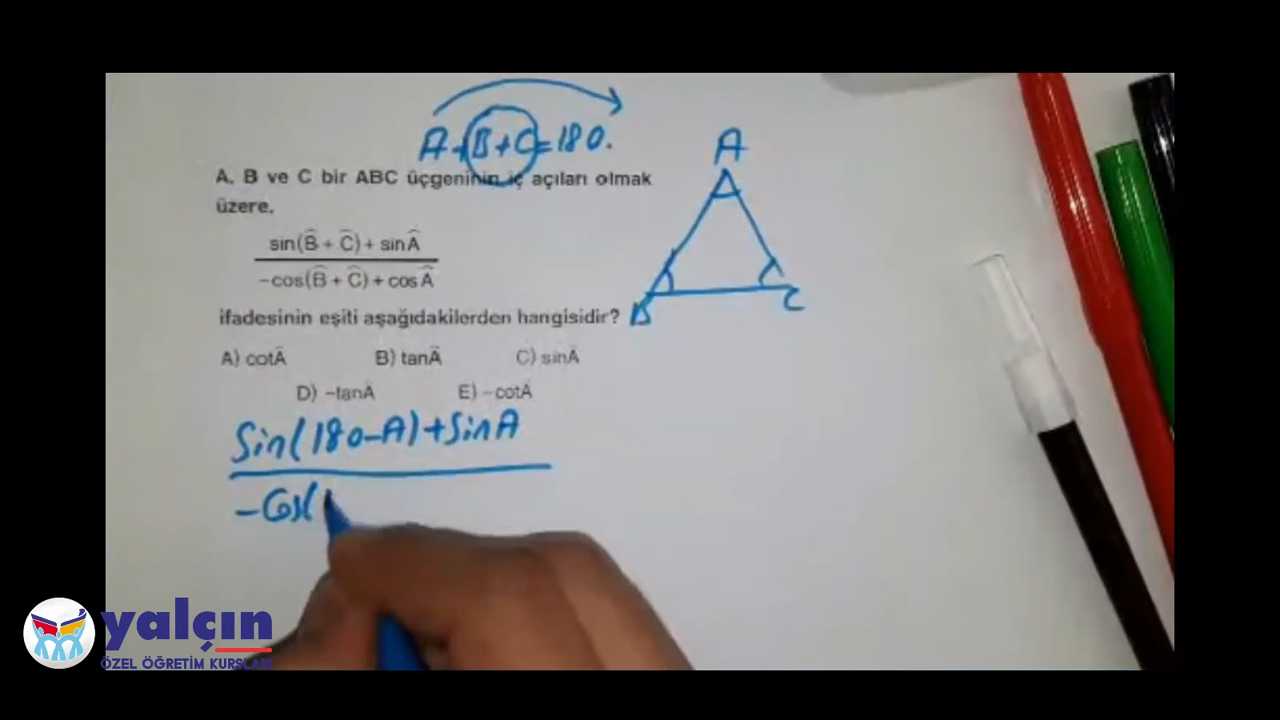 A+B+C=180.
A, B ve C bir ABC üçgeninin iç açıları olmak
üzere,
sin(B̂ + Ĉ) + sinÂ
-cos(B̂ + Ĉ) + cosÂ
ifadesinin eşiti aşağıdakilerden hangisidir?
A) cotÂ B) tanÂ C) sinÂ
D) -tanÂ E) -cotÂ
A
B
C
Sin(180-A)+SinA
-Cos(
yalçın
ÖZEL ÖĞRETİM KURSLARI